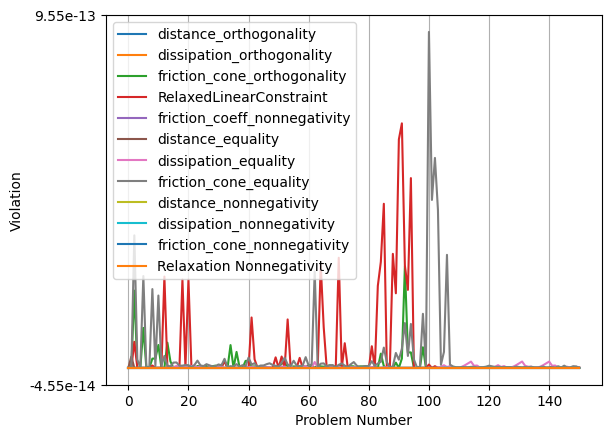 9.55e-13
distance_orthogonality
dissipation_orthogonality
friction_cone_orthogonality
RelaxedLinearConstraint
friction_coeff_nonnegativity
distance_equality
dissipation_equality
friction_cone_equality
distance_nonnegativity
dissipation_nonnegativity
friction_cone_nonnegativity
Relaxation Nonnegativity
Violation
-4.55e-14
0 20 40 60 80 100 120 140
Problem Number